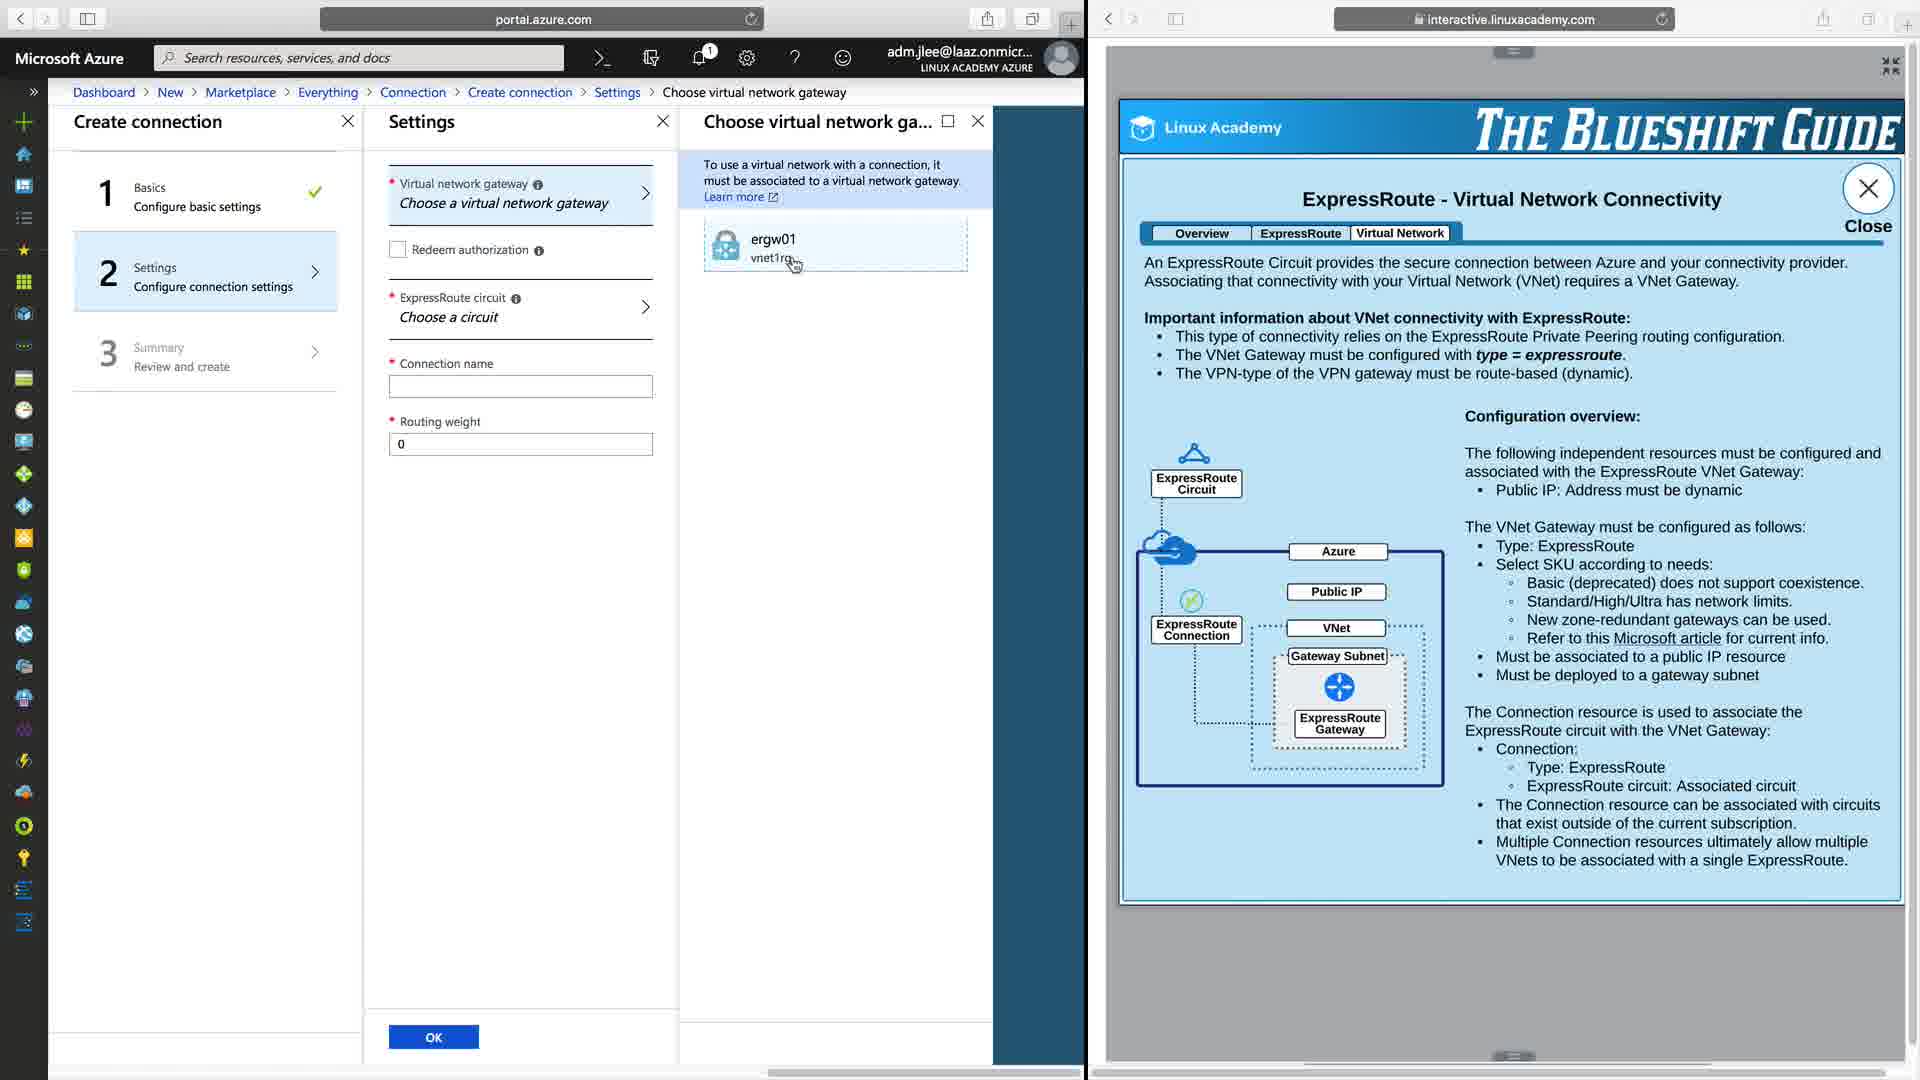 portal.azure.com
Microsoft Azure
Search resources, services, and docs
1
adm.jlee@laaz.onmicr...
LINUX ACADEMY AZURE
Dashboard > New > Marketplace > Everything > Connection > Create connection > Settings > Choose virtual network gateway
Create connection
1
Basics
Configure basic settings
2
Settings
Configure connection settings
3
Summary
Review and create
Settings
* Virtual network gateway
Choose a virtual network gateway
Redeem authorization
* ExpressRoute circuit
Choose a circuit
* Connection name
* Routing weight
0
OK
Choose virtual network ga...
To use a virtual network with a connection, it
must be associated to a virtual network gateway.
Learn more
ergw01
vnet1rg
interactive.linuxacademy.com
Linux Academy
THE BLUESHIFT GUIDE
ExpressRoute - Virtual Network Connectivity
Close
Overview
ExpressRoute
Virtual Network
An ExpressRoute Circuit provides the secure connection between Azure and your connectivity provider.
Associating that connectivity with your Virtual Network (VNet) requires a VNet Gateway.
Important information about VNet connectivity with ExpressRoute:
• This type of connectivity relies on the ExpressRoute Private Peering routing configuration.
• The VNet Gateway must be configured with type = expressroute.
• The VPN-type of the VPN gateway must be route-based (dynamic).
ExpressRoute
Circuit
Azure
Public IP
ExpressRoute
Connection
VNet
Gateway Subnet
ExpressRoute
Gateway
Configuration overview:
The following independent resources must be configured and
associated with the ExpressRoute VNet Gateway:
• Public IP: Address must be dynamic
The VNet Gateway must be configured as follows:
• Type: ExpressRoute
• Select SKU according to needs:
◦ Basic (deprecated) does not support coexistence.
◦ Standard/High/Ultra has network limits.
◦ New zone-redundant gateways can be used.
◦ Refer to this Microsoft article for current info.
• Must be associated to a public IP resource
• Must be deployed to a gateway subnet
The Connection resource is used to associate the
ExpressRoute circuit with the VNet Gateway:
• Connection:
◦ Type: ExpressRoute
◦ ExpressRoute circuit: Associated circuit
• The Connection resource can be associated with circuits
that exist outside of the current subscription.
• Multiple Connection resources ultimately allow multiple
VNets to be associated with a single ExpressRoute.